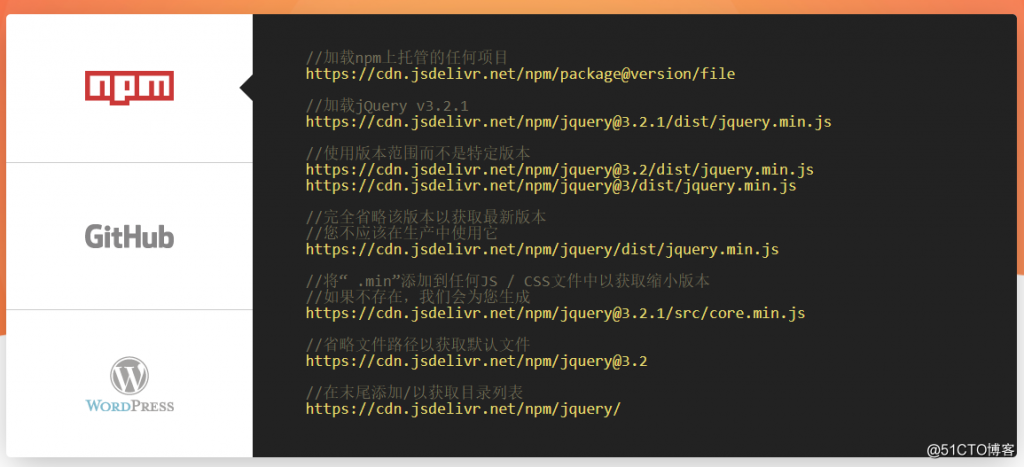 npm
GitHub
WORDPRESS
//加载npm上托管的任何项目
https://cdn.jsdelivr.net/npm/package@version/file
//加载jQuery v3.2.1
https://cdn.jsdelivr.net/npm/jquery@3.2.1/dist/jquery.min.js
//使用版本范围而不是特定版本
https://cdn.jsdelivr.net/npm/jquery@3.2/dist/jquery.min.js
https://cdn.jsdelivr.net/npm/jquery@3/dist/jquery.min.js
//完全省略该版本以获取最新版本
//您不应该在生产中使用它
https://cdn.jsdelivr.net/npm/jquery/dist/jquery.min.js
//将“ .min”添加到任何JS / CSS文件中以获取缩小版本
//如果不存在，我们会为您生成
https://cdn.jsdelivr.net/npm/jquery@3.2.1/src/core.min.js
//省略文件路径以获取默认文件
https://cdn.jsdelivr.net/npm/jquery@3.2
//在末尾添加/以获取目录列表
https://cdn.jsdelivr.net/npm/jquery/
@51CTO博客